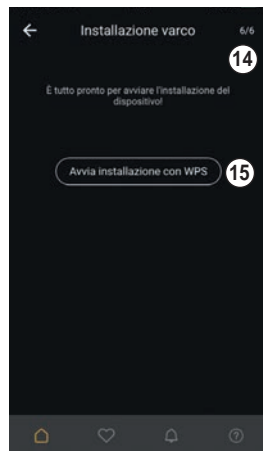 Installazione varco 6/6
14
È tutto pronto per avviare l'installazione del
dispositivo!
Avvia installazione con WPS
15
?